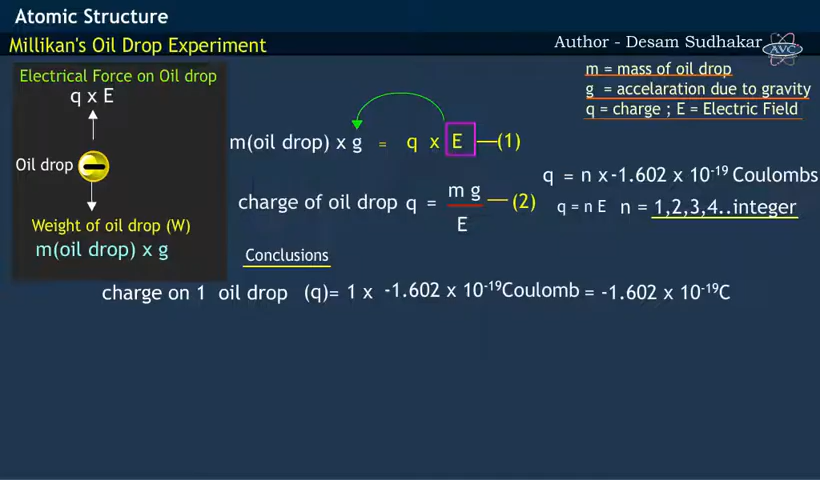 Atomic Structure
Millikan's Oil Drop Experiment
Author - Desam Sudhakar
AVC
Electrical Force on Oil drop
q x E
Oil drop
Weight of oil drop (W)
m(oil drop) x g
m = mass of oil drop
g = accelaration due to gravity
q = charge ; E = Electric Field
m(oil drop) x g = q x E —(1)
charge of oil drop q = m g / E — (2)
q = n x -1.602 x 10⁻¹⁹ Coulombs
q = n E n = 1,2,3,4..integer
Conclusions
charge on 1 oil drop (q)= 1 x -1.602 x 10⁻¹⁹Coulomb = -1.602 x 10⁻¹⁹C